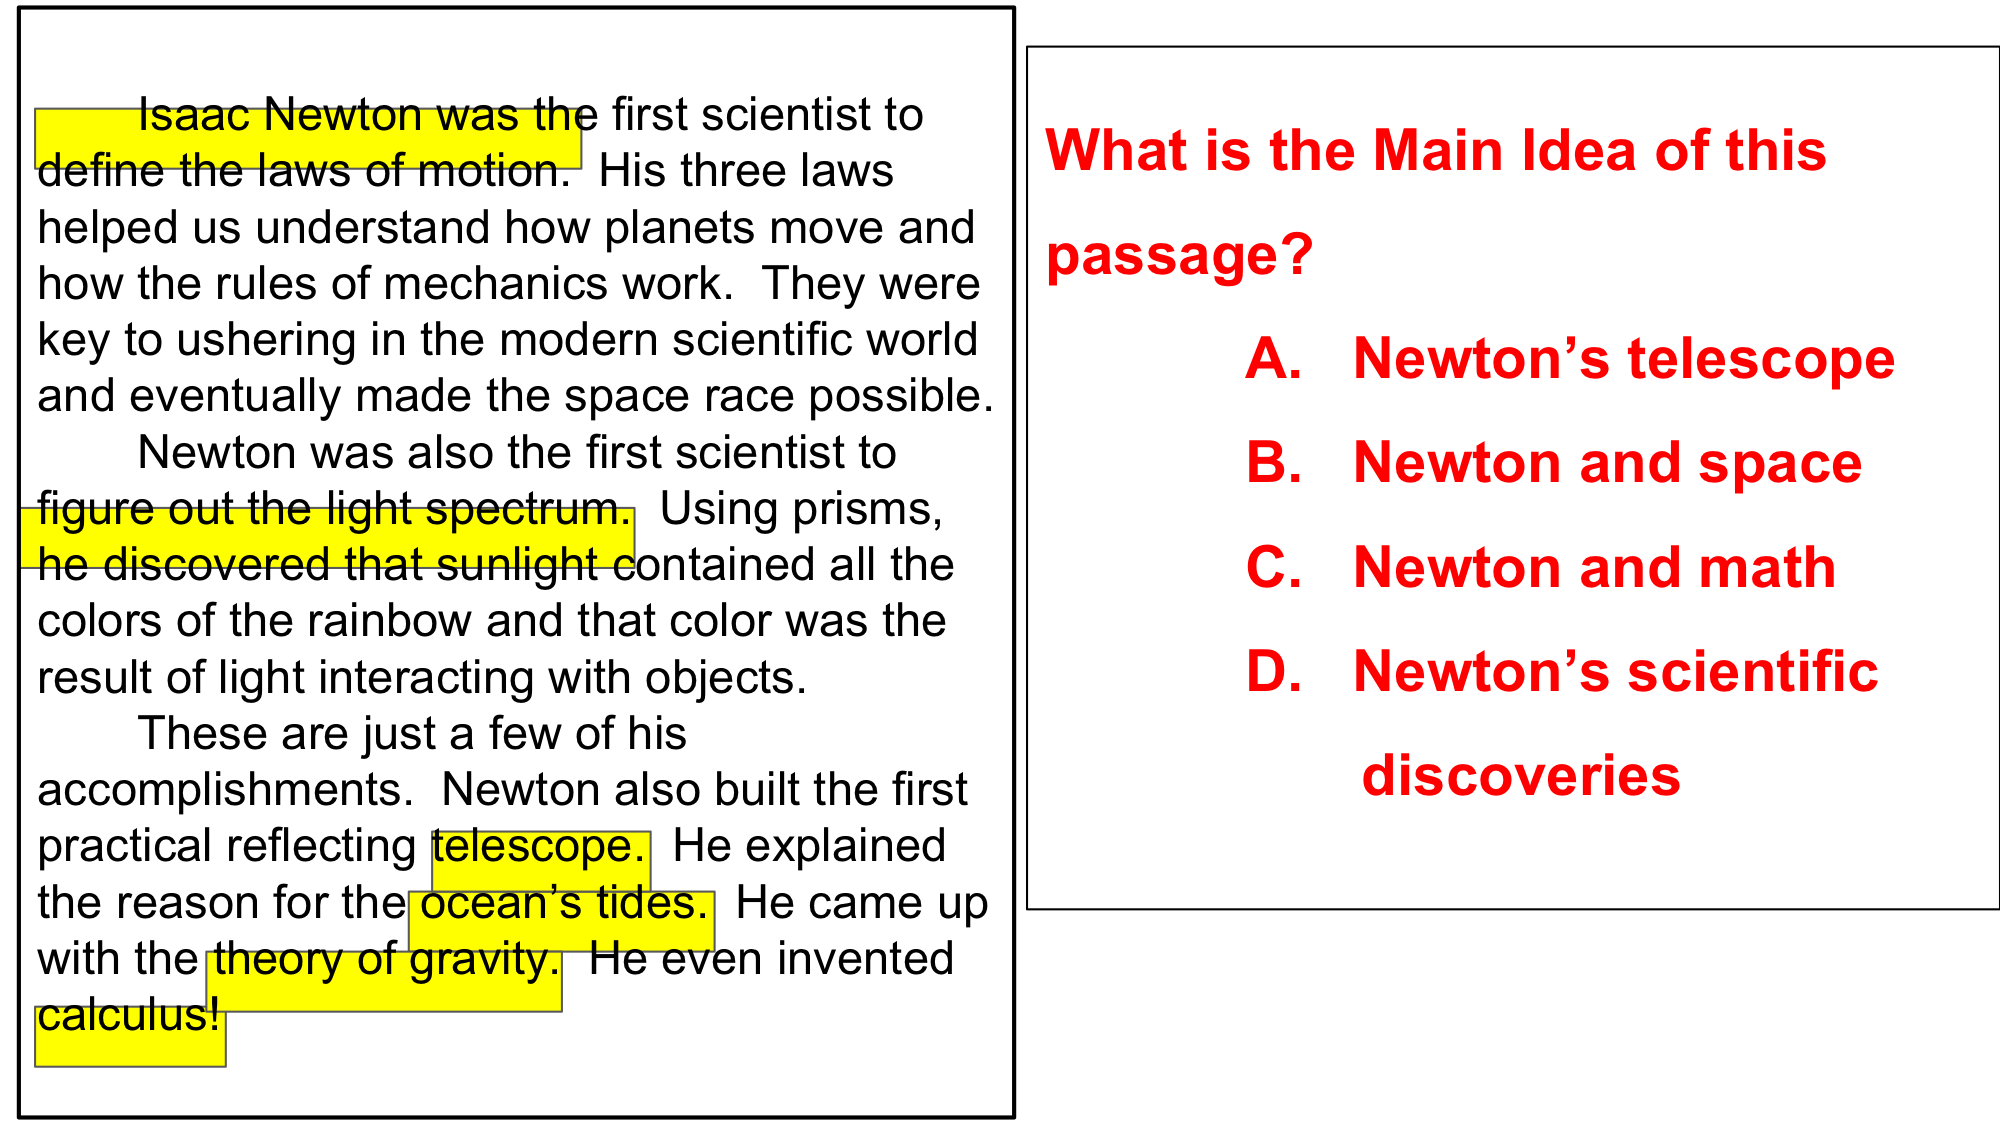 Isaac Newton was the first scientist to
define the laws of motion.  His three laws
helped us understand how planets move and
how the rules of mechanics work.  They were
key to ushering in the modern scientific world
and eventually made the space race possible.
Newton was also the first scientist to
figure out the light spectrum.  Using prisms,
he discovered that sunlight contained all the
colors of the rainbow and that color was the
result of light interacting with objects.
These are just a few of his
accomplishments.  Newton also built the first
practical reflecting telescope.  He explained
the reason for the ocean’s tides.  He came up
with the theory of gravity.  He even invented
calculus!
What is the Main Idea of this
passage?
A. Newton’s telescope
B. Newton and space
C. Newton and math
D. Newton’s scientific
discoveries